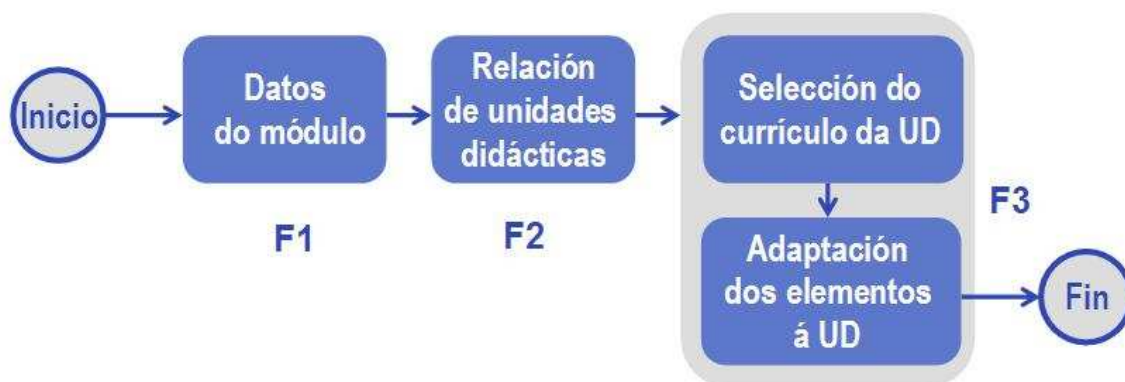 Inicio
Datos
do módulo
F1
Relación
de unidades
didácticas
F2
Selección do
currículo da UD
Adaptación
dos elementos
á UD
F3
Fin